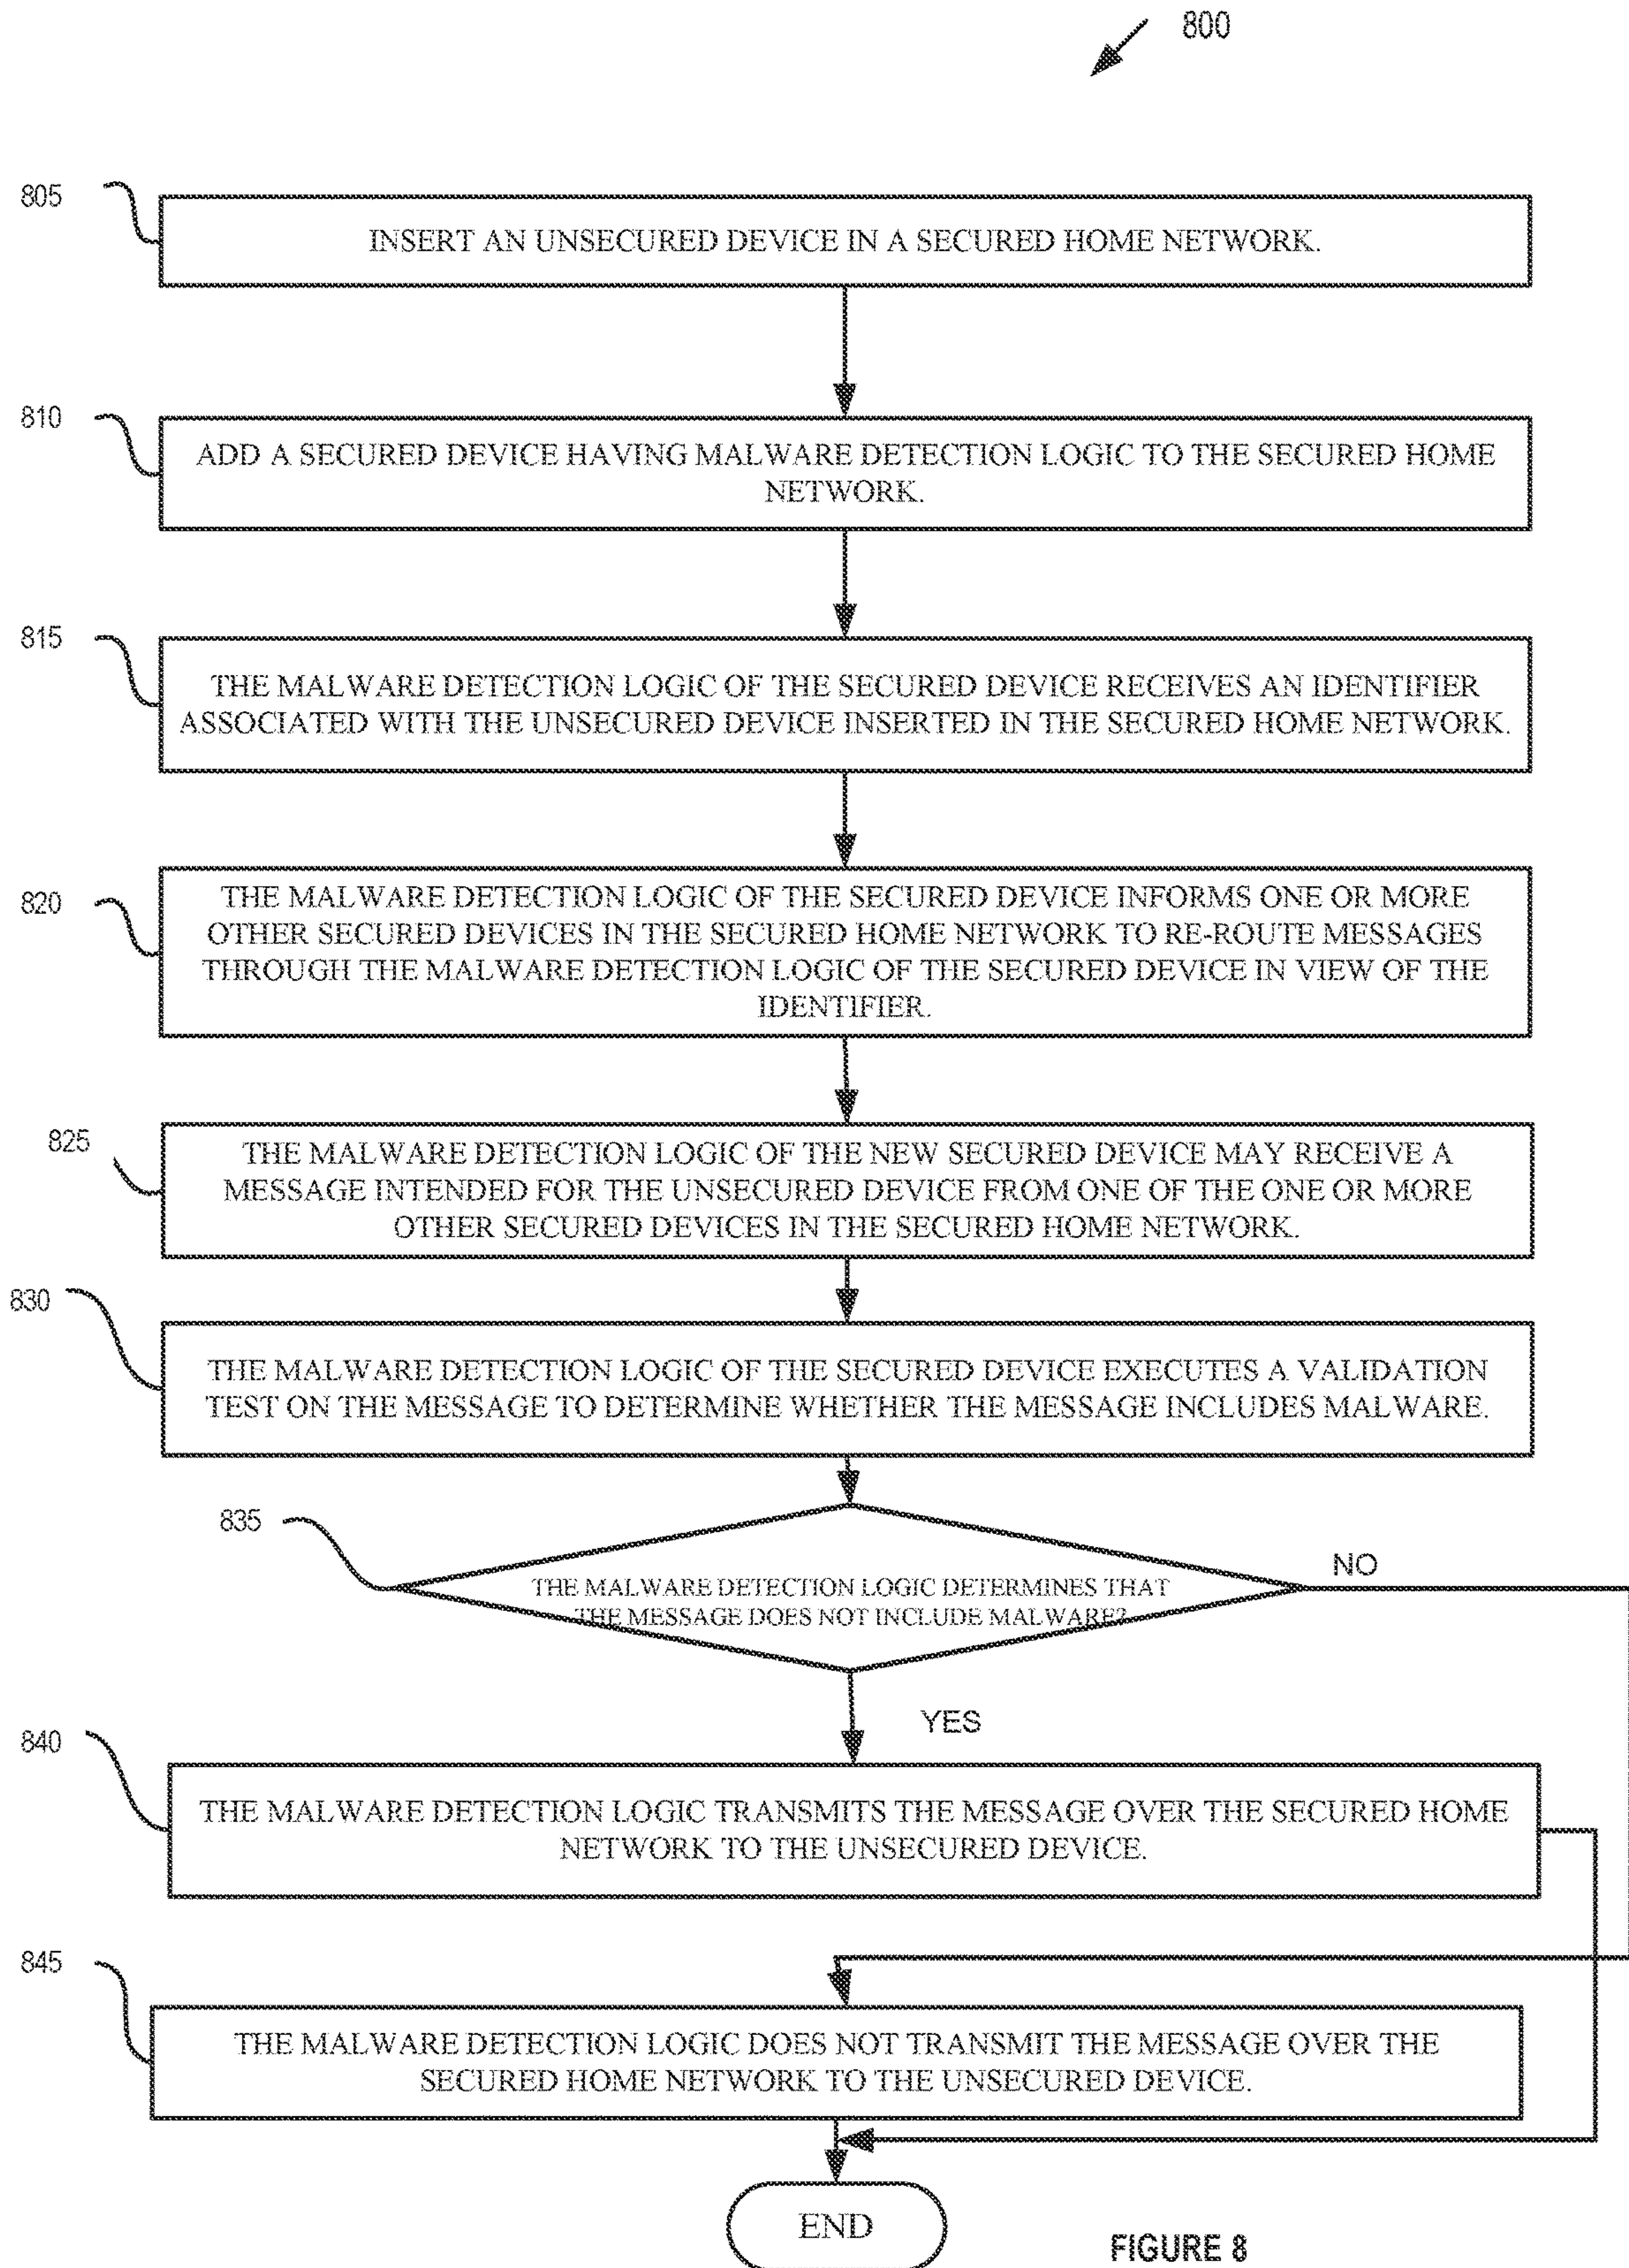 800
805
INSERT AN UNSECURED DEVICE IN A SECURED HOME NETWORK.
810
ADD A SECURED DEVICE HAVING MALWARE DETECTION LOGIC TO THE SECURED HOME
NETWORK.
815
THE MALWARE DETECTION LOGIC OF THE SECURED DEVICE RECEIVES AN IDENTIFIER
ASSOCIATED WITH THE UNSECURED DEVICE INSERTED IN THE SECURED HOME NETWORK.
820
THE MALWARE DETECTION LOGIC OF THE SECURED DEVICE INFORMS ONE OR MORE
OTHER SECURED DEVICES IN THE SECURED HOME NETWORK TO RE-ROUTE MESSAGES
THROUGH THE MALWARE DETECTION LOGIC OF THE SECURED DEVICE IN VIEW OF THE
IDENTIFIER.
825
THE MALWARE DETECTION LOGIC OF THE NEW SECURED DEVICE MAY RECEIVE A
MESSAGE INTENDED FOR THE UNSECURED DEVICE FROM ONE OF THE ONE OR MORE
OTHER SECURED DEVICES IN THE SECURED HOME NETWORK.
830
THE MALWARE DETECTION LOGIC OF THE SECURED DEVICE EXECUTES A VALIDATION
TEST ON THE MESSAGE TO DETERMINE WHETHER THE MESSAGE INCLUDES MALWARE.
835
NO
THE MALWARE DETECTION LOGIC DETERMINES THAT
THE MESSAGE DOES NOT INCLUDE MALWARE?
YES
840
THE MALWARE DETECTION LOGIC TRANSMITS THE MESSAGE OVER THE SECURED HOME
NETWORK TO THE UNSECURED DEVICE.
845
THE MALWARE DETECTION LOGIC DOES NOT TRANSMIT THE MESSAGE OVER THE
SECURED HOME NETWORK TO THE UNSECURED DEVICE.
END
FIGURE 8